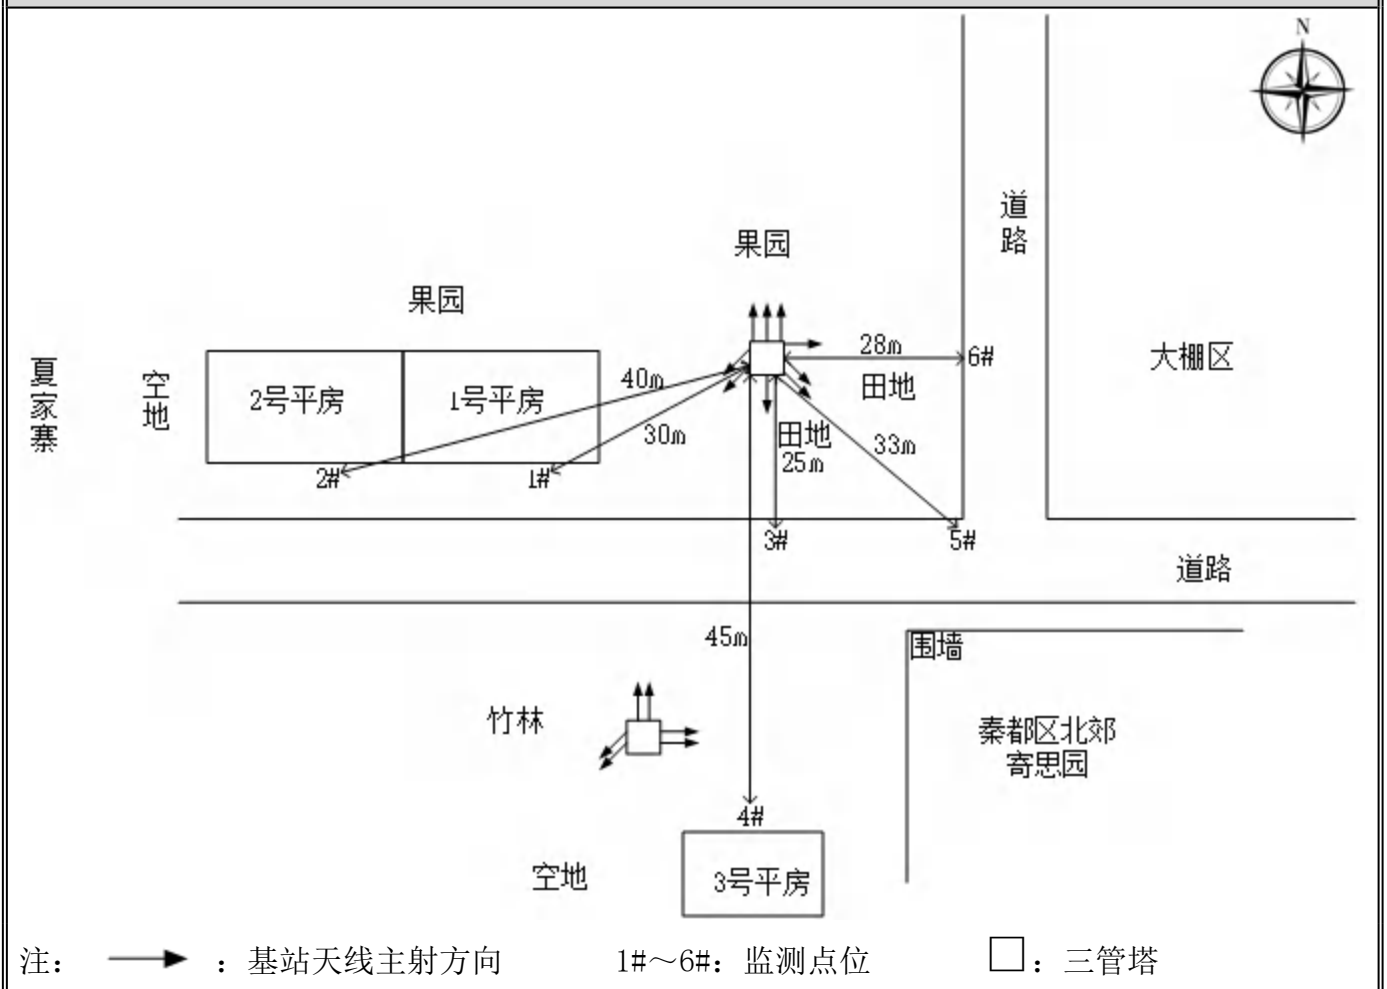 N
道
路
果园
果园
28m
6#
大棚区
夏
家
寨
空
地
2号平房
1号平房
40m
田地
30m
田地
25m
33m
2#
1#
3#
5#
道路
45m
围墙
竹林
秦都区北郊
寄思园
4#
空地
3号平房
注：
：基站天线主射方向
1#～6#：监测点位
：三管塔